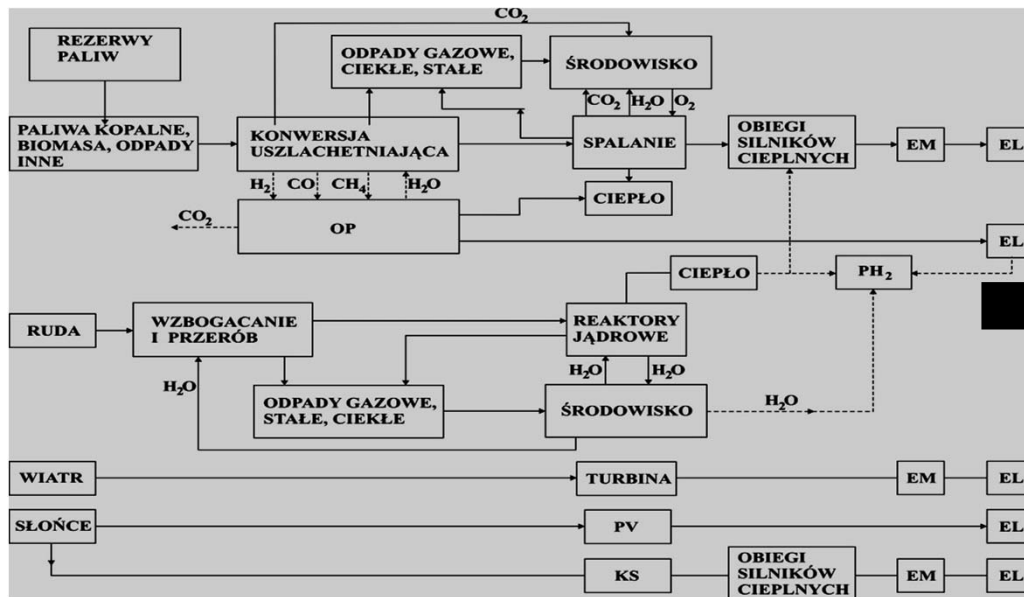 CO₂
REZERWY
PALIW
ODPADY GAZOWE,
CIEKŁE, STAŁE
ŚRODOWISKO
CO₂ H₂O O₂
PALIWA KOPALNE,
BIOMASA, ODPADY
INNE
KONWERSJA
USZLACHETNIAJĄCA
SPALANIE
OBIEGI
SILNIKÓW
CIEPLNYCH
EM
EL
H₂ CO CH₄ H₂O
CIEPŁO
CO₂
OP
EL
CIEPŁO
PH₂
RUDA
WZBOGACANIE
I PRZERÓB
REAKTORY
JĄDROWE
H₂O
H₂O H₂O
ODPADY GAZOWE,
STAŁE, CIEKŁE
ŚRODOWISKO
H₂O
WIATR
TURBINA
EM
EL
SŁOŃCE
PV
EL
KS
OBIEGI
SILNIKÓW
CIEPLNYCH
EM
EL